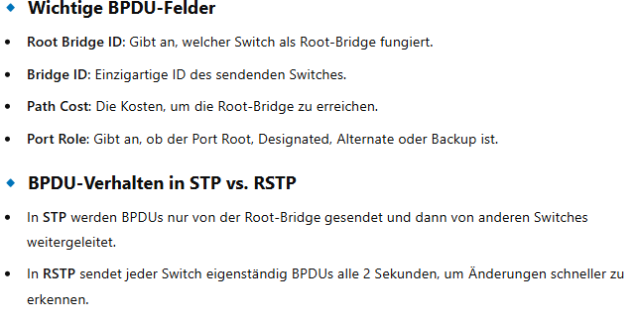 Wichtige BPDU-Felder
Root Bridge ID: Gibt an, welcher Switch als Root-Bridge fungiert.
Bridge ID: Einzigartige ID des sendenden Switches.
Path Cost: Die Kosten, um die Root-Bridge zu erreichen.
Port Role: Gibt an, ob der Port Root, Designated, Alternate oder Backup ist.
BPDU-Verhalten in STP vs. RSTP
In STP werden BPDUs nur von der Root-Bridge gesendet und dann von anderen Switches
weitergeleitet.
In RSTP sendet jeder Switch eigenständig BPDUs alle 2 Sekunden, um Änderungen schneller zu
erkennen.